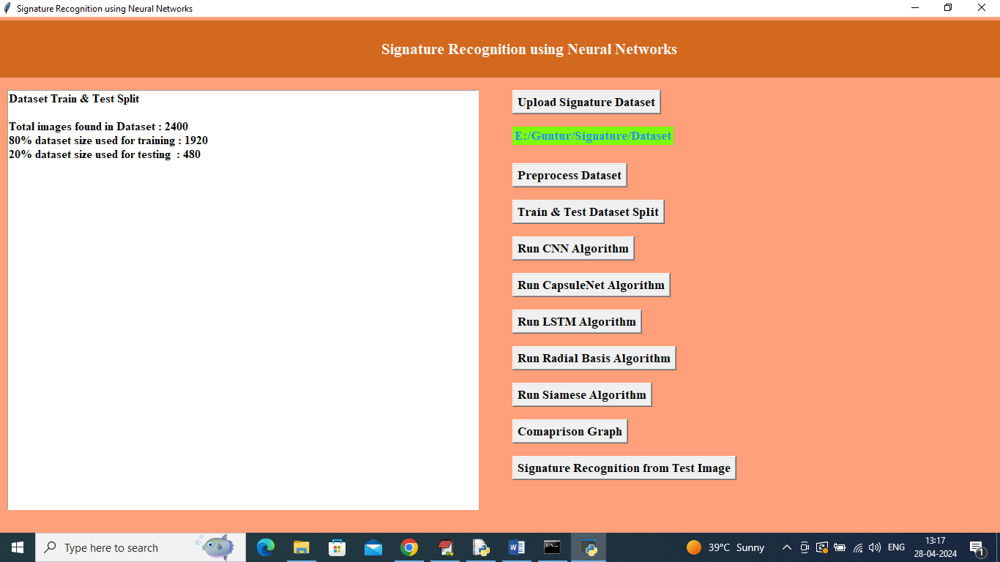 Signature Recognition using Neural Networks
Signature Recognition using Neural Networks
Dataset Train & Test Split
Total images found in Dataset : 2400
80% dataset size used for training : 1920
20% dataset size used for testing  : 480
Upload Signature Dataset
E:/Guntur/Signature/Dataset
Preprocess Dataset
Train & Test Dataset Split
Run CNN Algorithm
Run CapsuleNet Algorithm
Run LSTM Algorithm
Run Radial Basis Algorithm
Run Siamese Algorithm
Comaprison Graph
Signature Recognition from Test Image
Type here to search
39°C Sunny
ENG
13:17
28-04-2024
1